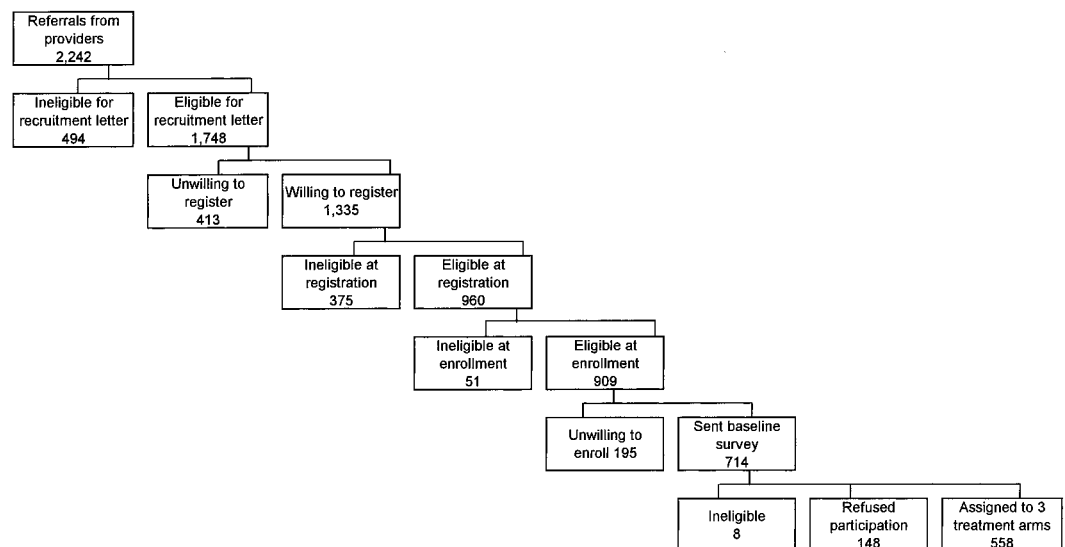 Referrals from
providers
2,242
Ineligible for
recruitment letter
494
Eligible for
recruitment letter
1,748
Unwilling to
register
413
Willing to register
1,335
Ineligible at
registration
375
Eligible at
registration
960
Ineligible at
enrollment
51
Eligible at
enrollment
909
Unwilling to
enroll 195
Sent baseline
survey
714
Ineligible
8
Refused
participation
148
Assigned to 3
treatment arms
558